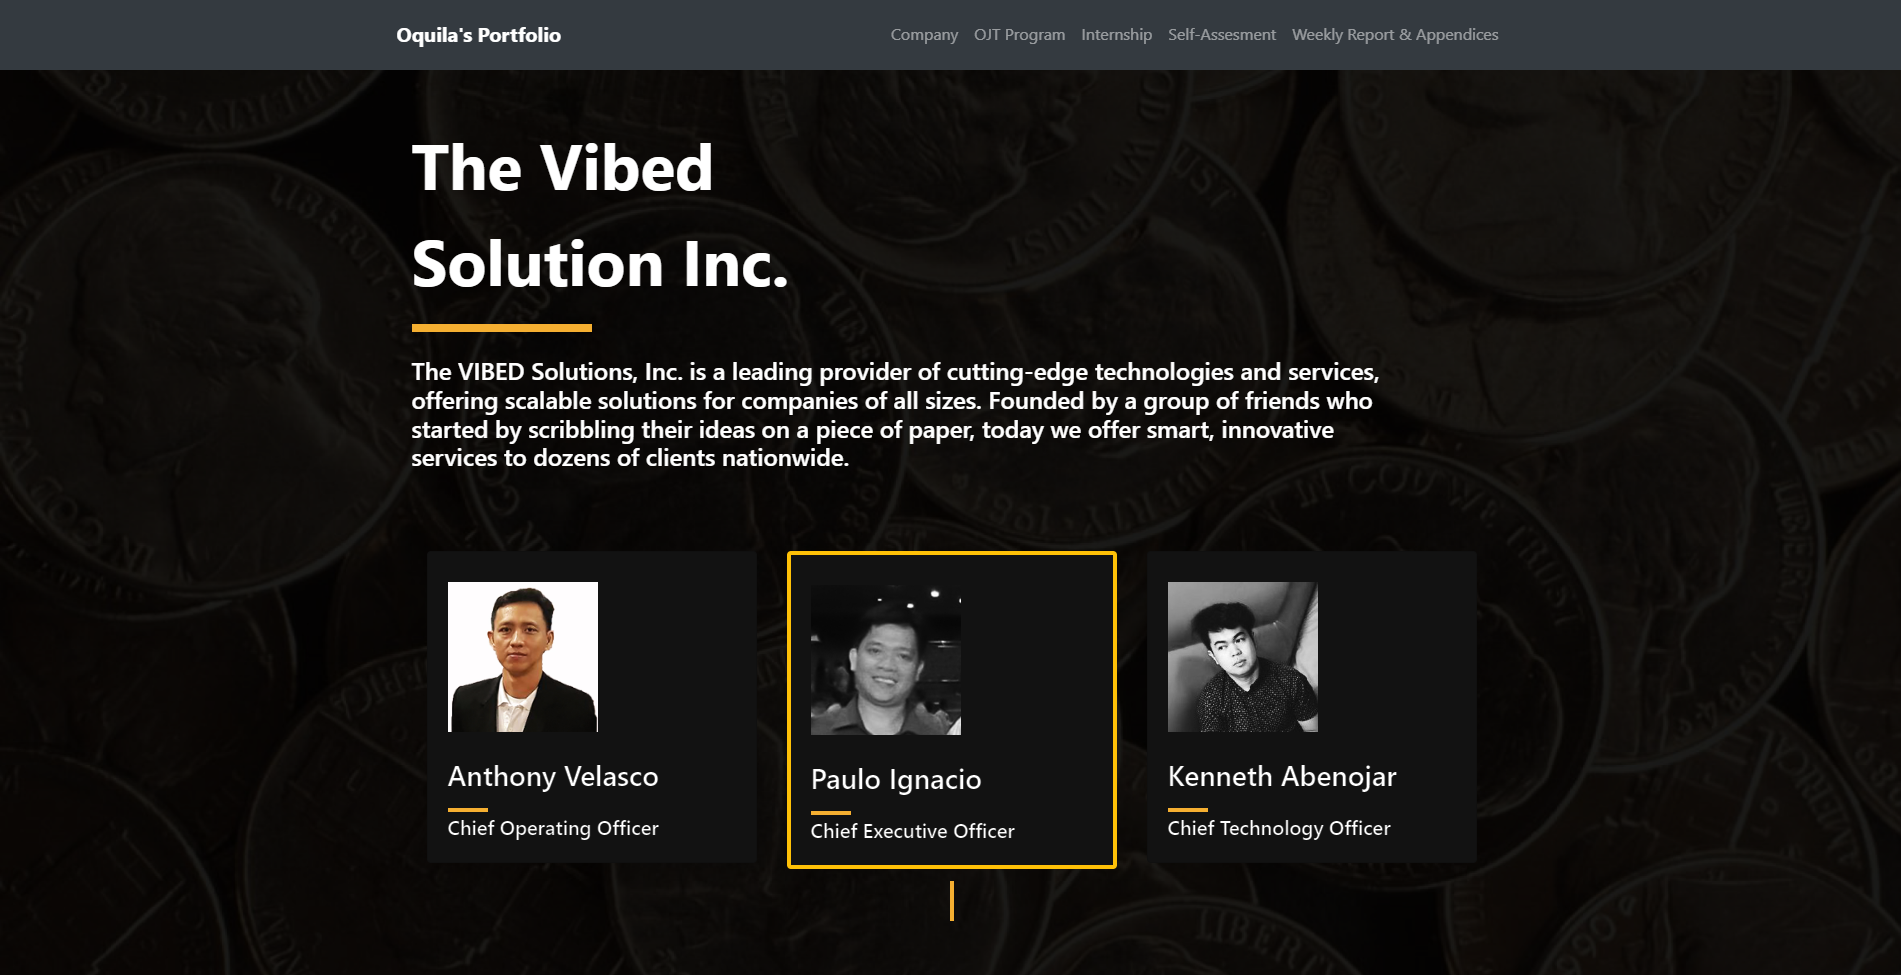 Oquila's Portfolio
Company OJT Program Internship Self-Assesment Weekly Report & Appendices
The Vibed
Solution Inc.
The VIBED Solutions, Inc. is a leading provider of cutting-edge technologies and services,
offering scalable solutions for companies of all sizes. Founded by a group of friends who
started by scribbling their ideas on a piece of paper, today we offer smart, innovative
services to dozens of clients nationwide.
Anthony Velasco
Chief Operating Officer
Paulo Ignacio
Chief Executive Officer
Kenneth Abenojar
Chief Technology Officer